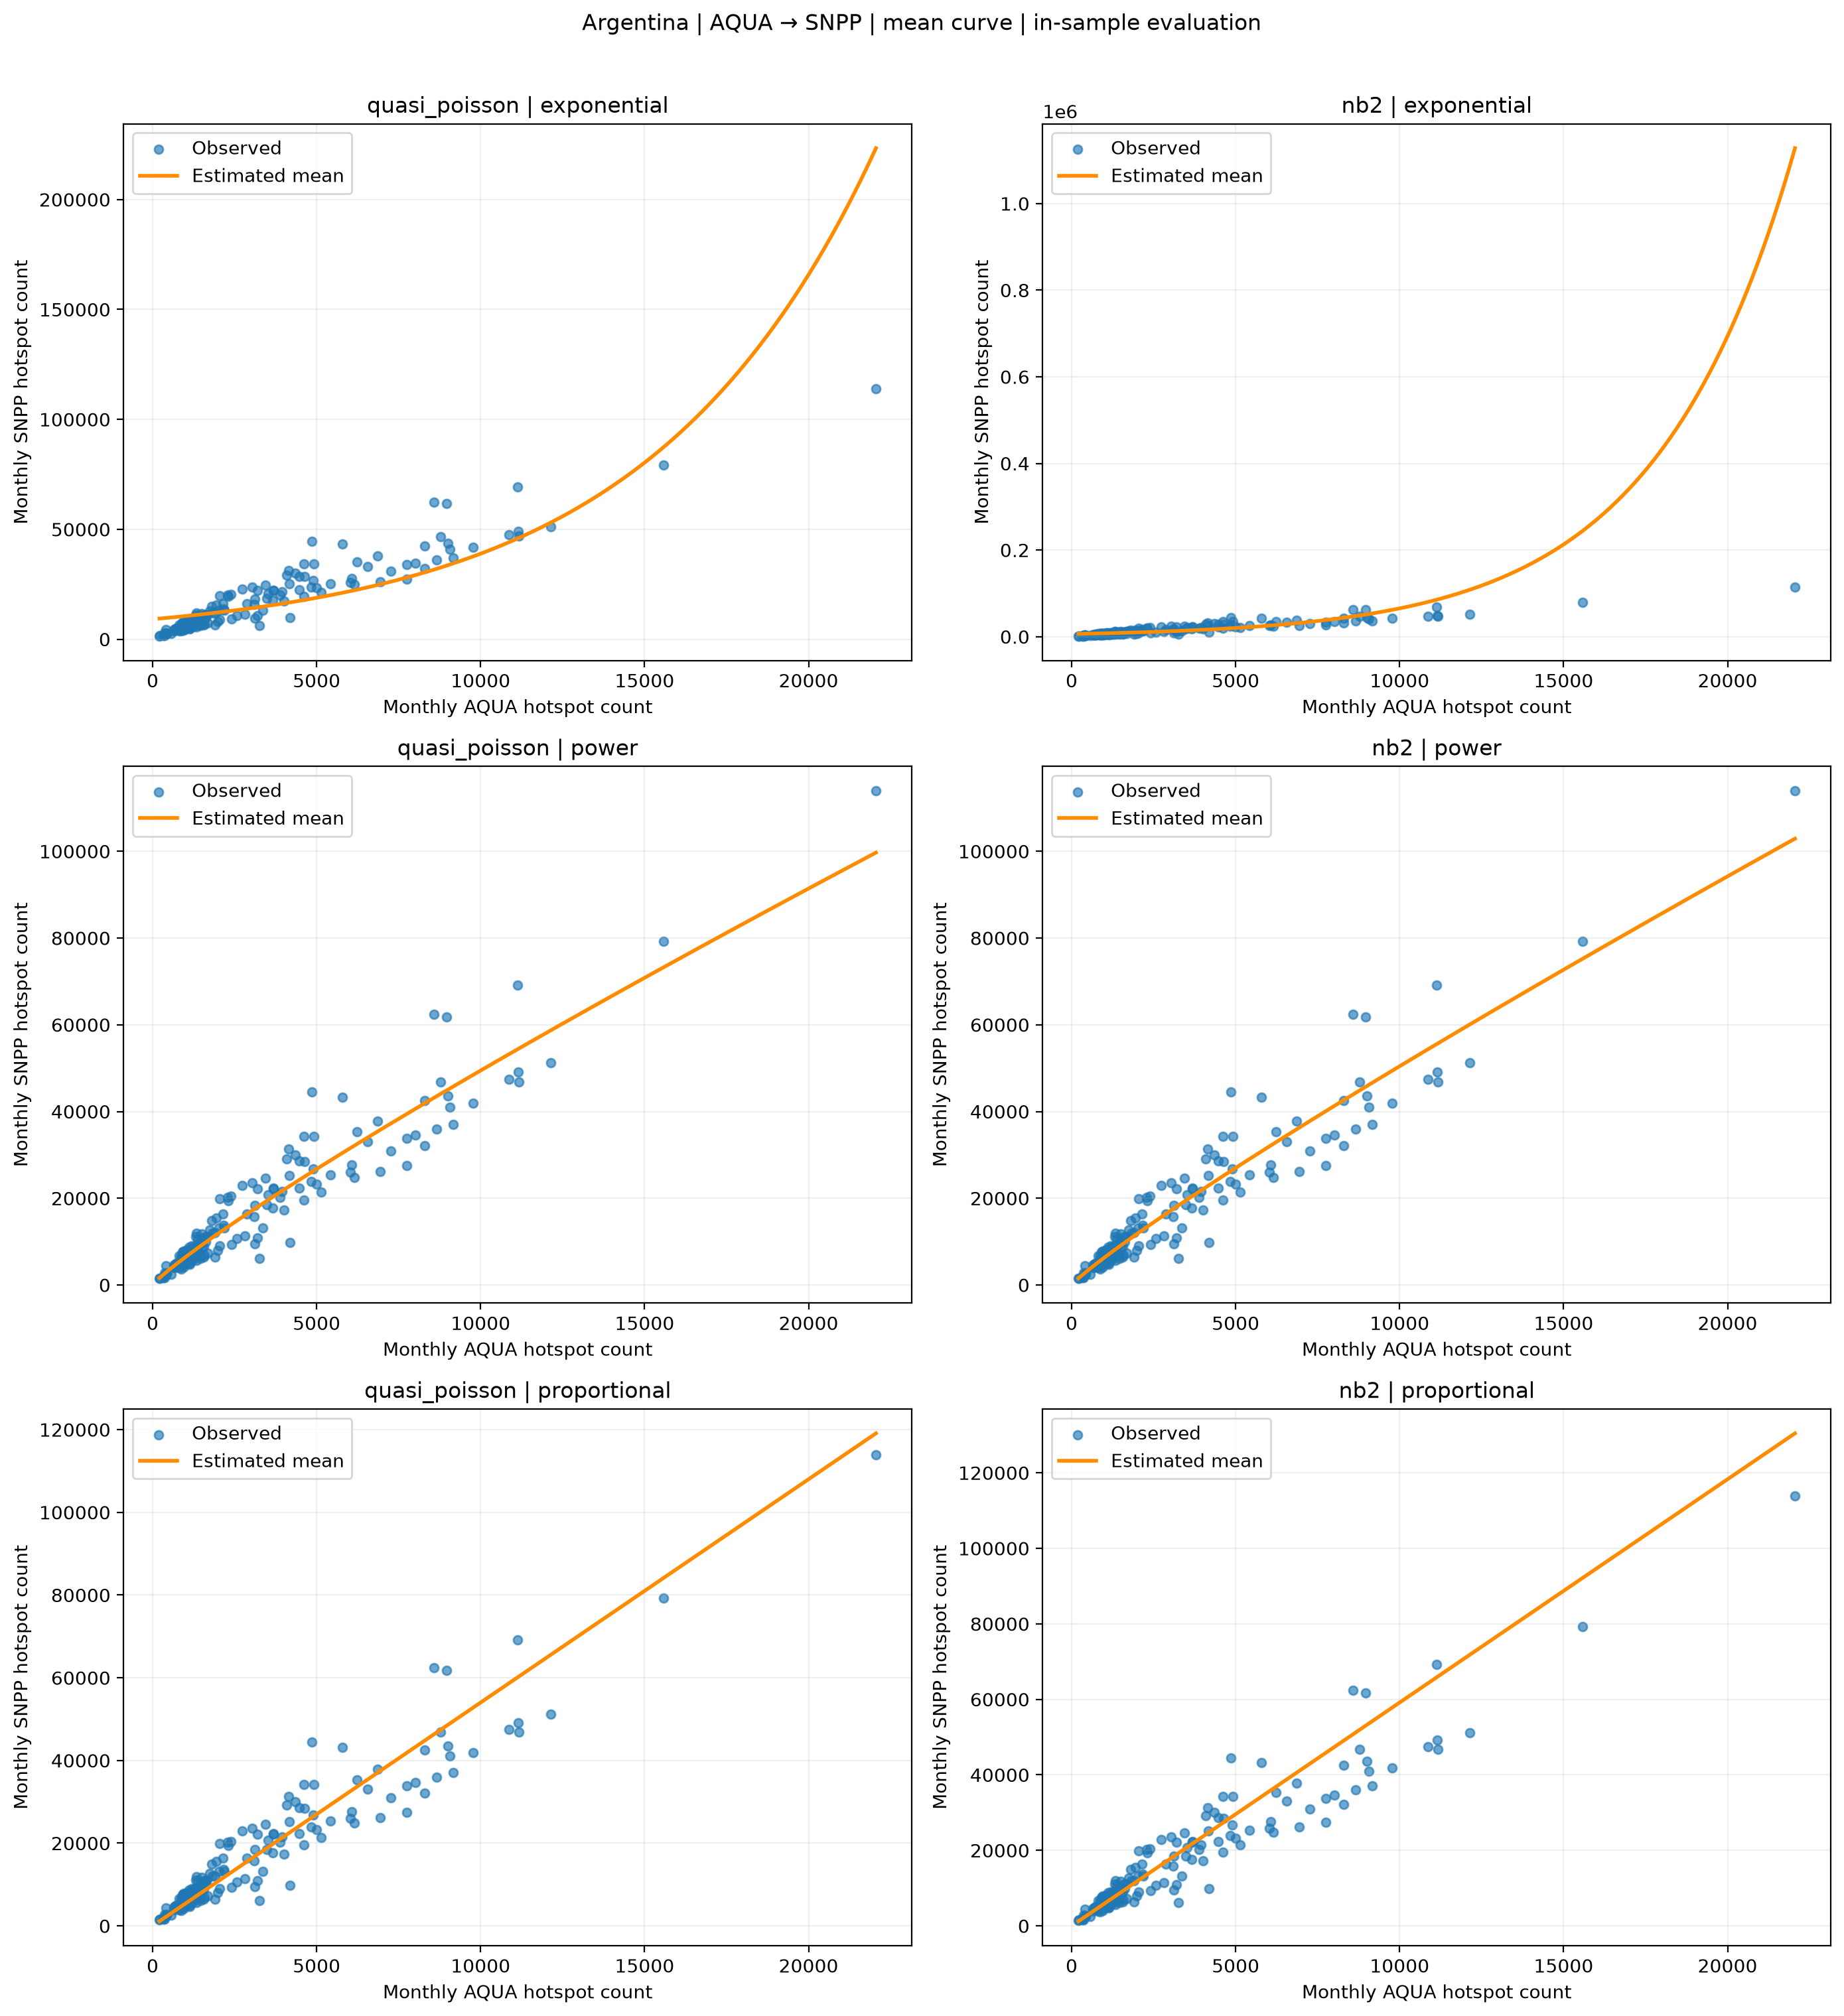 Argentina | AQUA → SNPP | mean curve | in-sample evaluation
quasi_poisson | exponential
Observed
Estimated mean
200000
150000
100000
50000
0
0 5000 10000 15000 20000
Monthly SNPP hotspot count
Monthly AQUA hotspot count
nb2 | exponential
1e6
Observed
Estimated mean
1.0
0.8
0.6
0.4
0.2
0.0
0 5000 10000 15000 20000
Monthly SNPP hotspot count
Monthly AQUA hotspot count
quasi_poisson | power
Observed
Estimated mean
100000
80000
60000
40000
20000
0
0 5000 10000 15000 20000
Monthly SNPP hotspot count
Monthly AQUA hotspot count
nb2 | power
Observed
Estimated mean
100000
80000
60000
40000
20000
0
0 5000 10000 15000 20000
Monthly SNPP hotspot count
Monthly AQUA hotspot count
quasi_poisson | proportional
Observed
Estimated mean
120000
100000
80000
60000
40000
20000
0
0 5000 10000 15000 20000
Monthly SNPP hotspot count
Monthly AQUA hotspot count
nb2 | proportional
Observed
Estimated mean
120000
100000
80000
60000
40000
20000
0
0 5000 10000 15000 20000
Monthly SNPP hotspot count
Monthly AQUA hotspot count